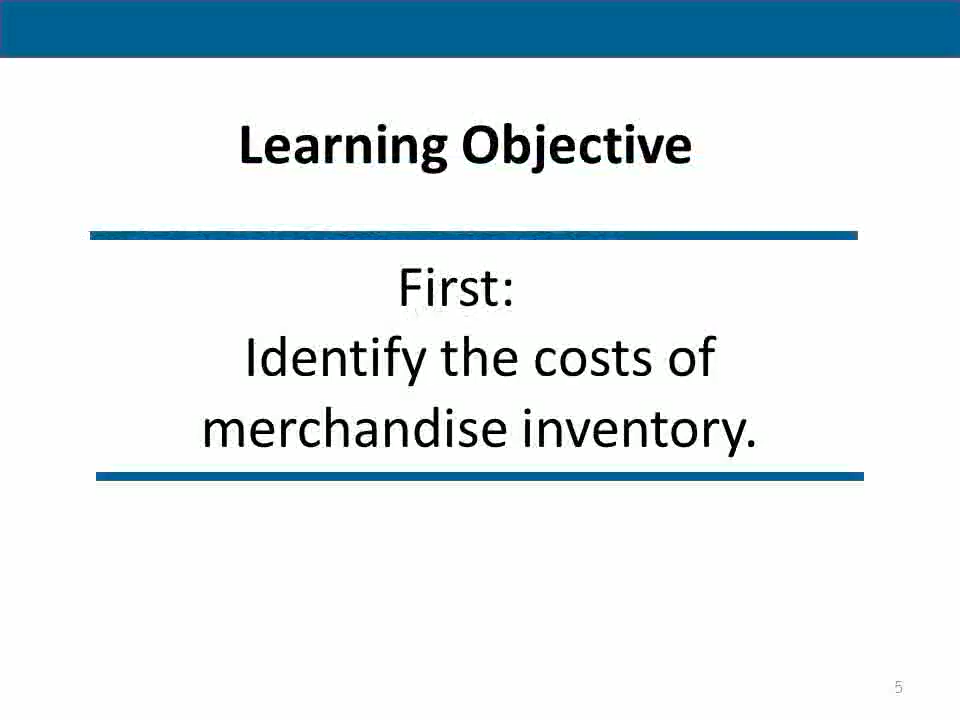 Learning Objective
First:
Identify the costs of
merchandise inventory.
5